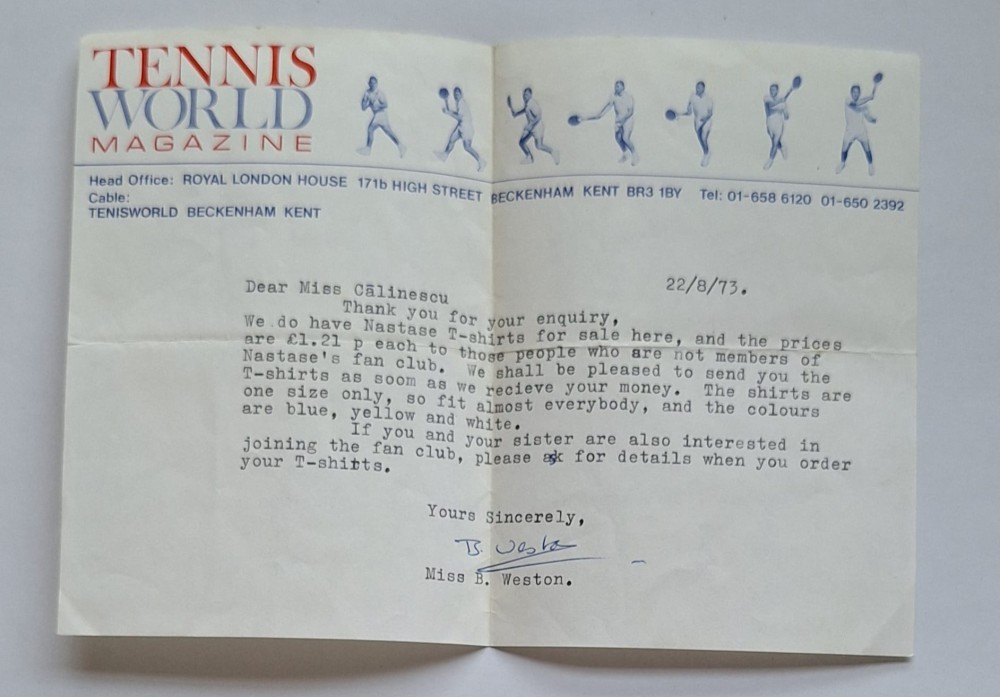 TENNIS
WORLD
MAGAZINE
Head Office: ROYAL LONDON HOUSE 171b HIGH STREET BECKENHAM KENT BR3 1BY Tel: 01-658 6120 01-650 2392
Cable:
TENISWORLD BECKENHAM KENT
22/8/73.
Dear Miss Călinescu
Thank you for your enquiry,
We do have Nastase T-shirts for sale here, and the prices
are £1.21 p each to those people who are not members of
Nastase's fan club. We shall be pleased to send you the
T-shirts as soom as we recieve your money. The shirts are
one size only, so fit almost everybody, and the colours
are blue, yellow and white.
If you and your sister are also interested in
joining the fan club, please ask for details when you order
your T-shirts.
Yours Sincerely,
B. Weston
Miss B. Weston.